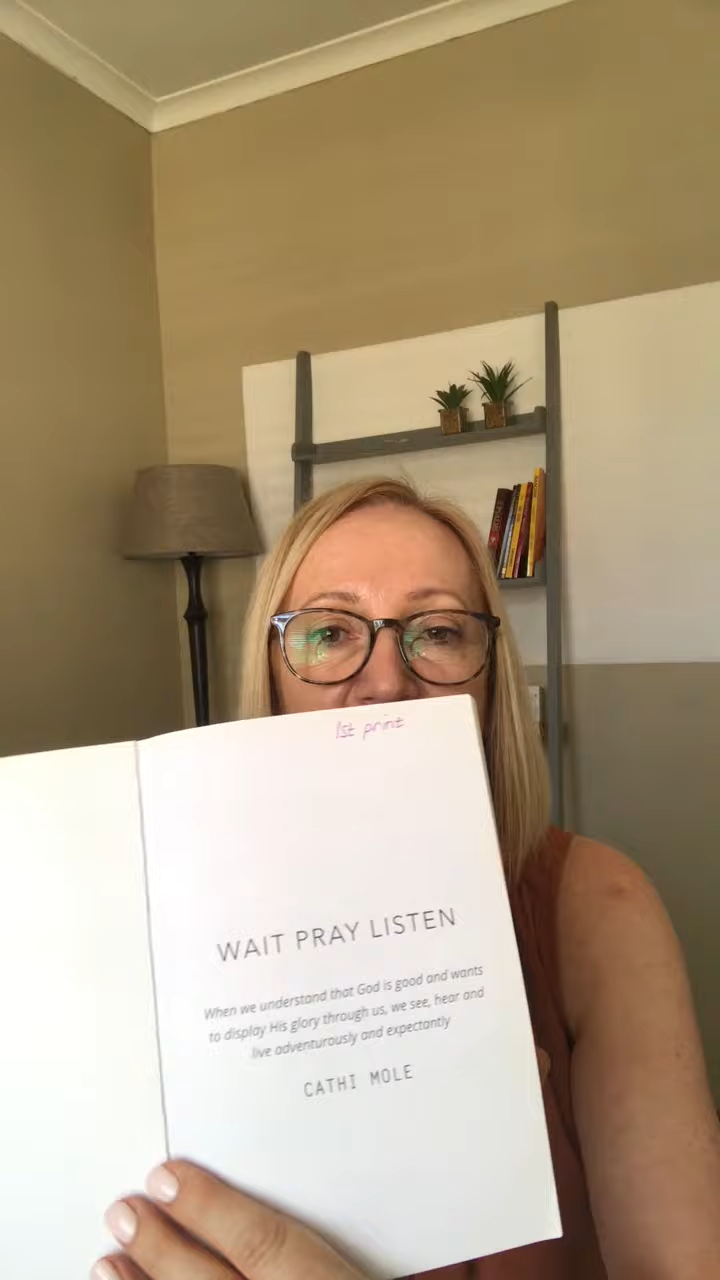 1st print
WAIT PRAY LISTEN
When we understand that God is good and wants
to display His glory through us, we see, hear and
live adventurously and expectantly
CATHI MOLE